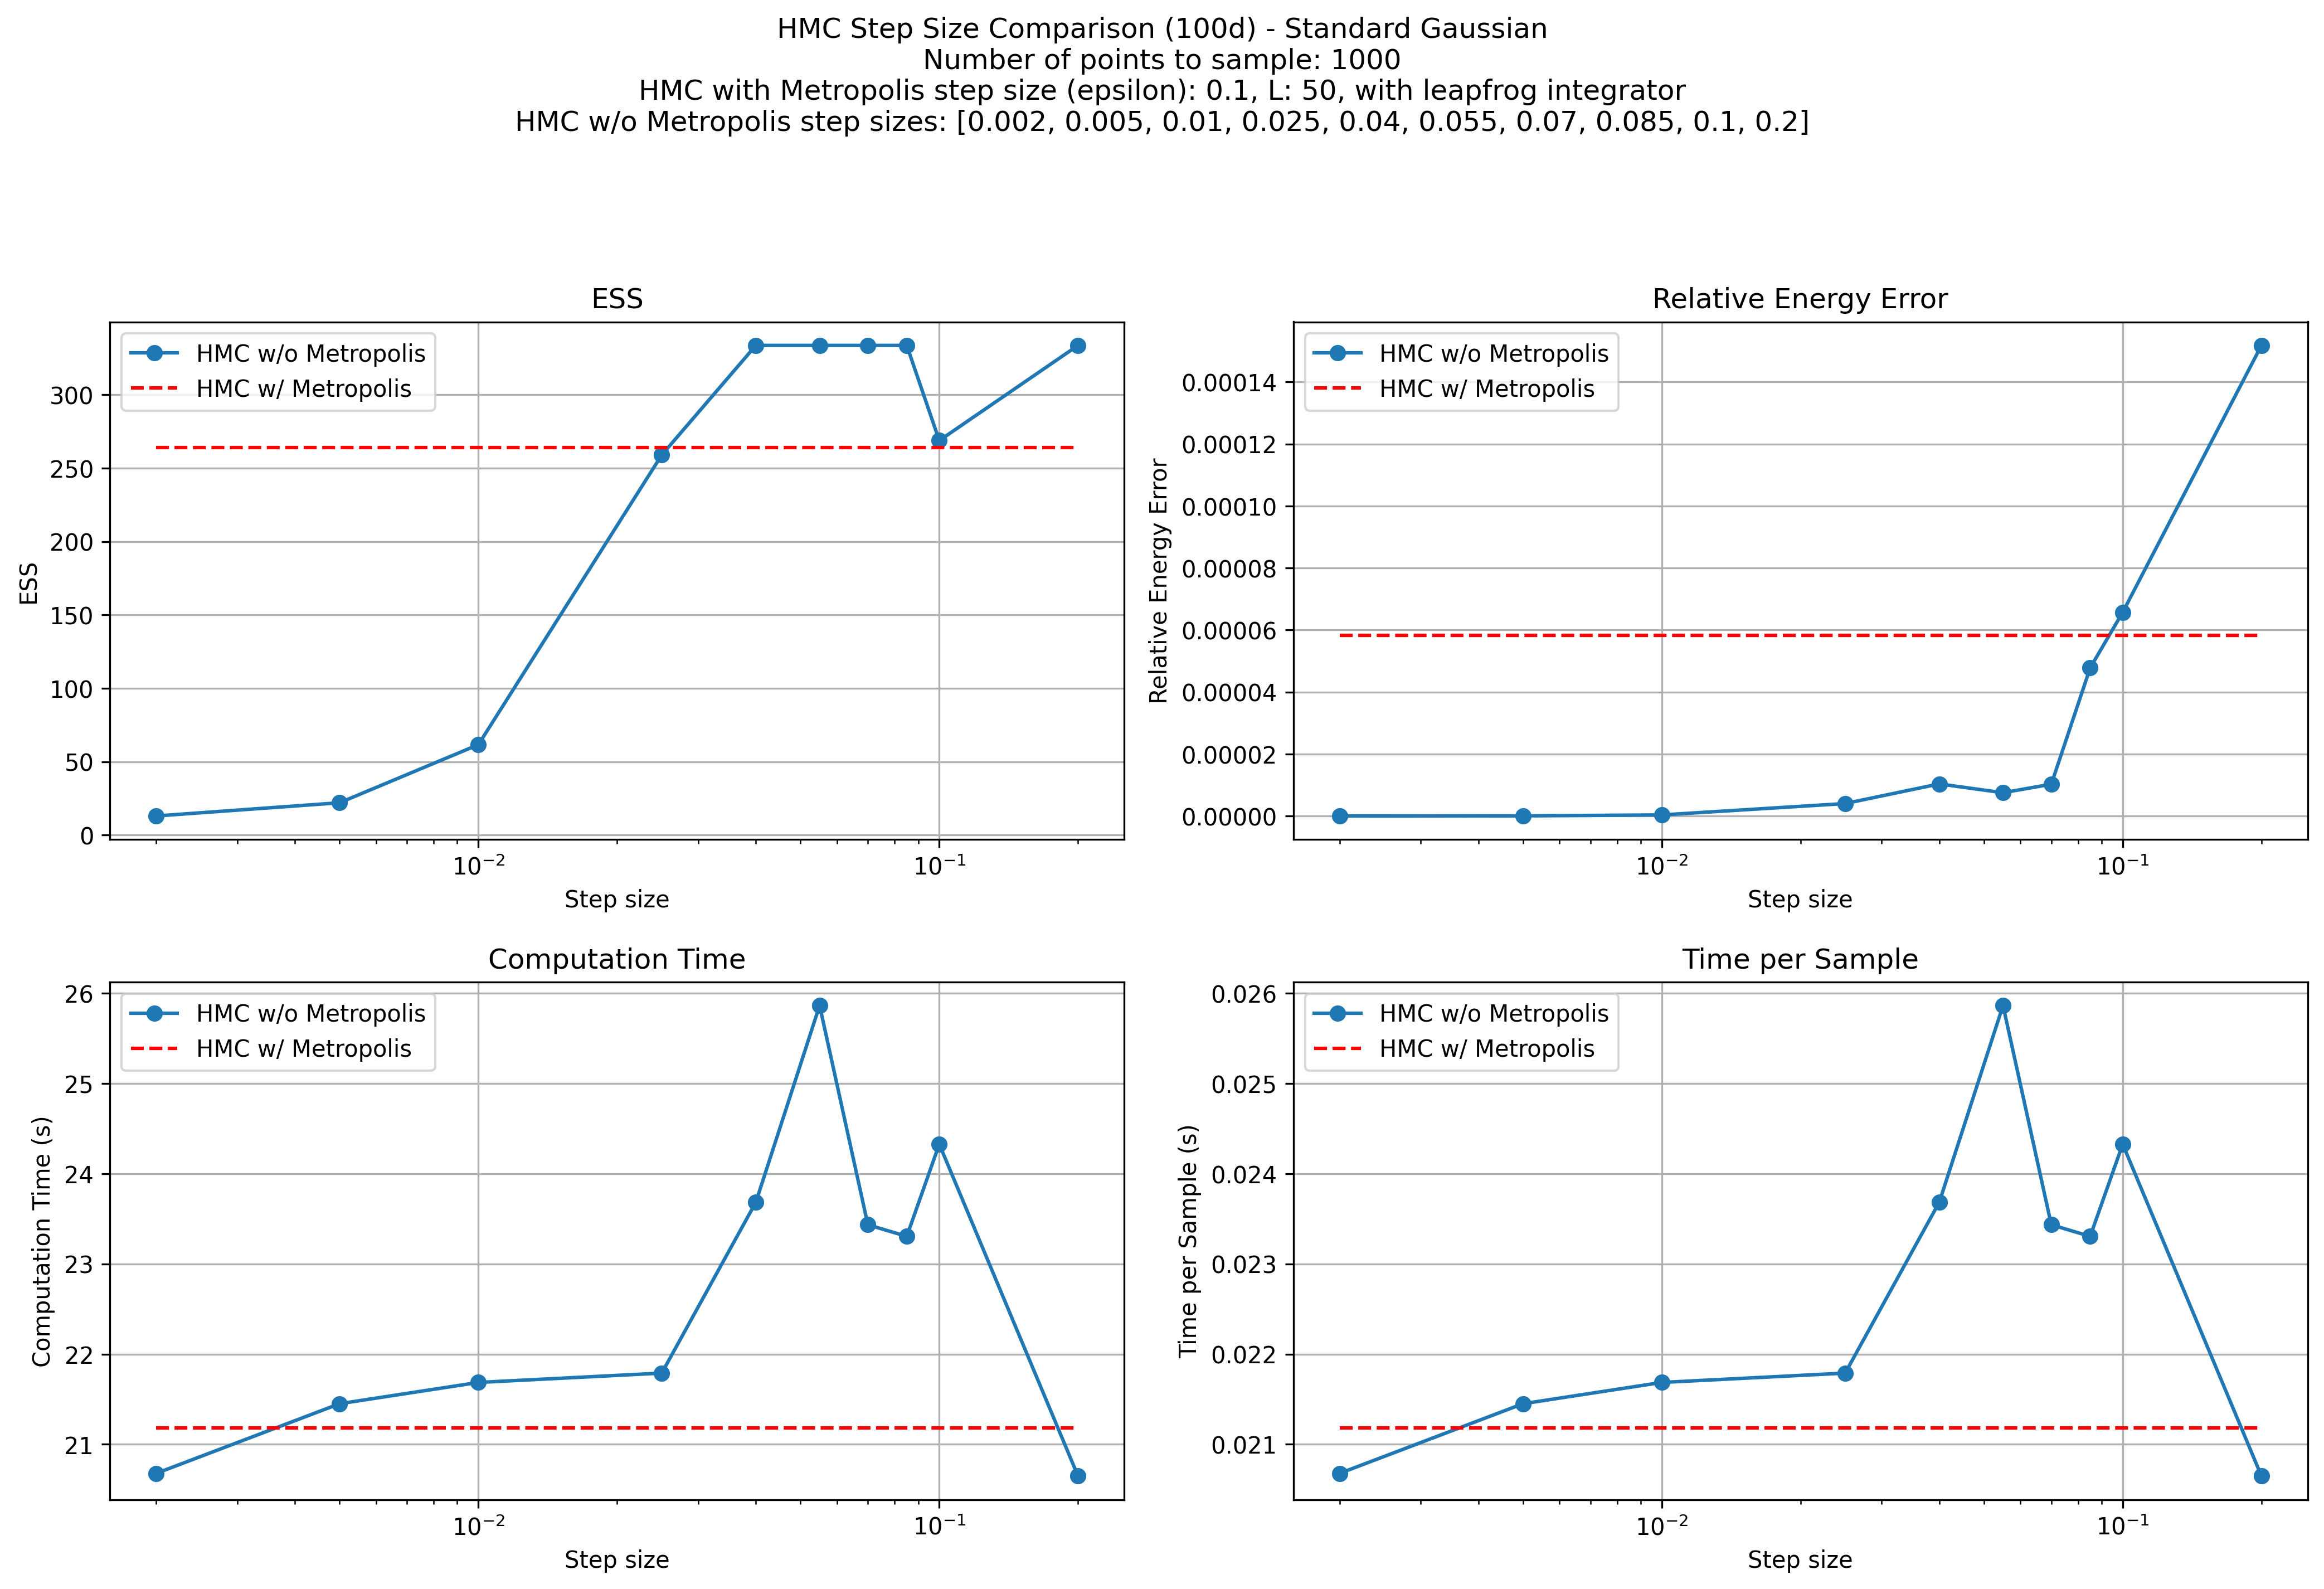 HMC Step Size Comparison (100d) - Standard Gaussian
Number of points to sample: 1000
HMC with Metropolis step size (epsilon): 0.1, L: 50, with leapfrog integrator
HMC w/o Metropolis step sizes: [0.002, 0.005, 0.01, 0.025, 0.04, 0.055, 0.07, 0.085, 0.1, 0.2]
ESS
HMC w/o Metropolis
HMC w/ Metropolis
ESS
300
250
200
150
100
50
0
10⁻²
10⁻¹
Step size
Relative Energy Error
HMC w/o Metropolis
HMC w/ Metropolis
Relative Energy Error
0.00014
0.00012
0.00010
0.00008
0.00006
0.00004
0.00002
0.00000
10⁻²
10⁻¹
Step size
Computation Time
HMC w/o Metropolis
HMC w/ Metropolis
Computation Time (s)
26
25
24
23
22
21
10⁻²
10⁻¹
Step size
Time per Sample
HMC w/o Metropolis
HMC w/ Metropolis
Time per Sample (s)
0.026
0.025
0.024
0.023
0.022
0.021
10⁻²
10⁻¹
Step size